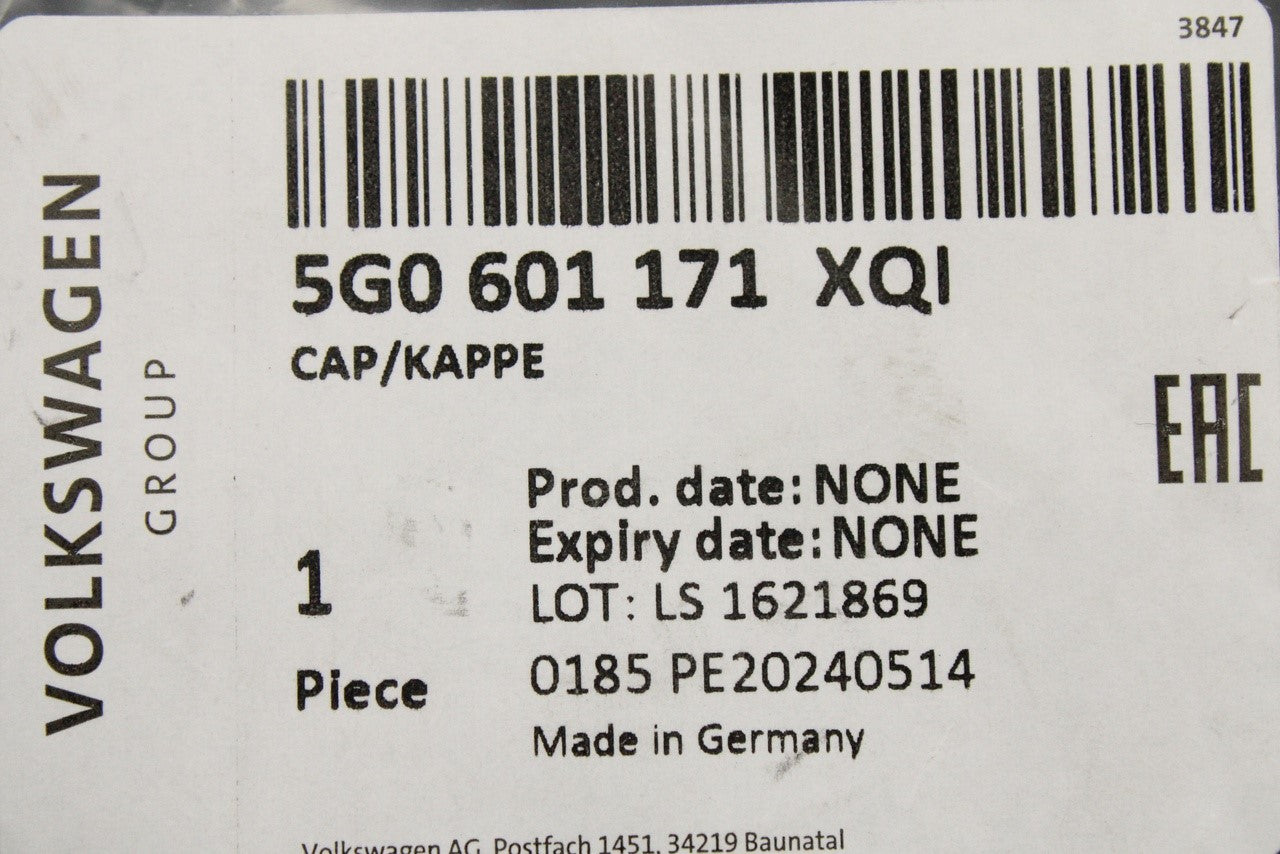 3847
VOLKSWAGEN
GROUP
5G0 601 171 XQI
CAP/KAPPE
EAC
Prod. date: NONE
Expiry date: NONE
LOT: LS 1621869
1
Piece
0185 PE20240514
Made in Germany
Volkswagen AG, Postfach 1451, 34219 Baunatal